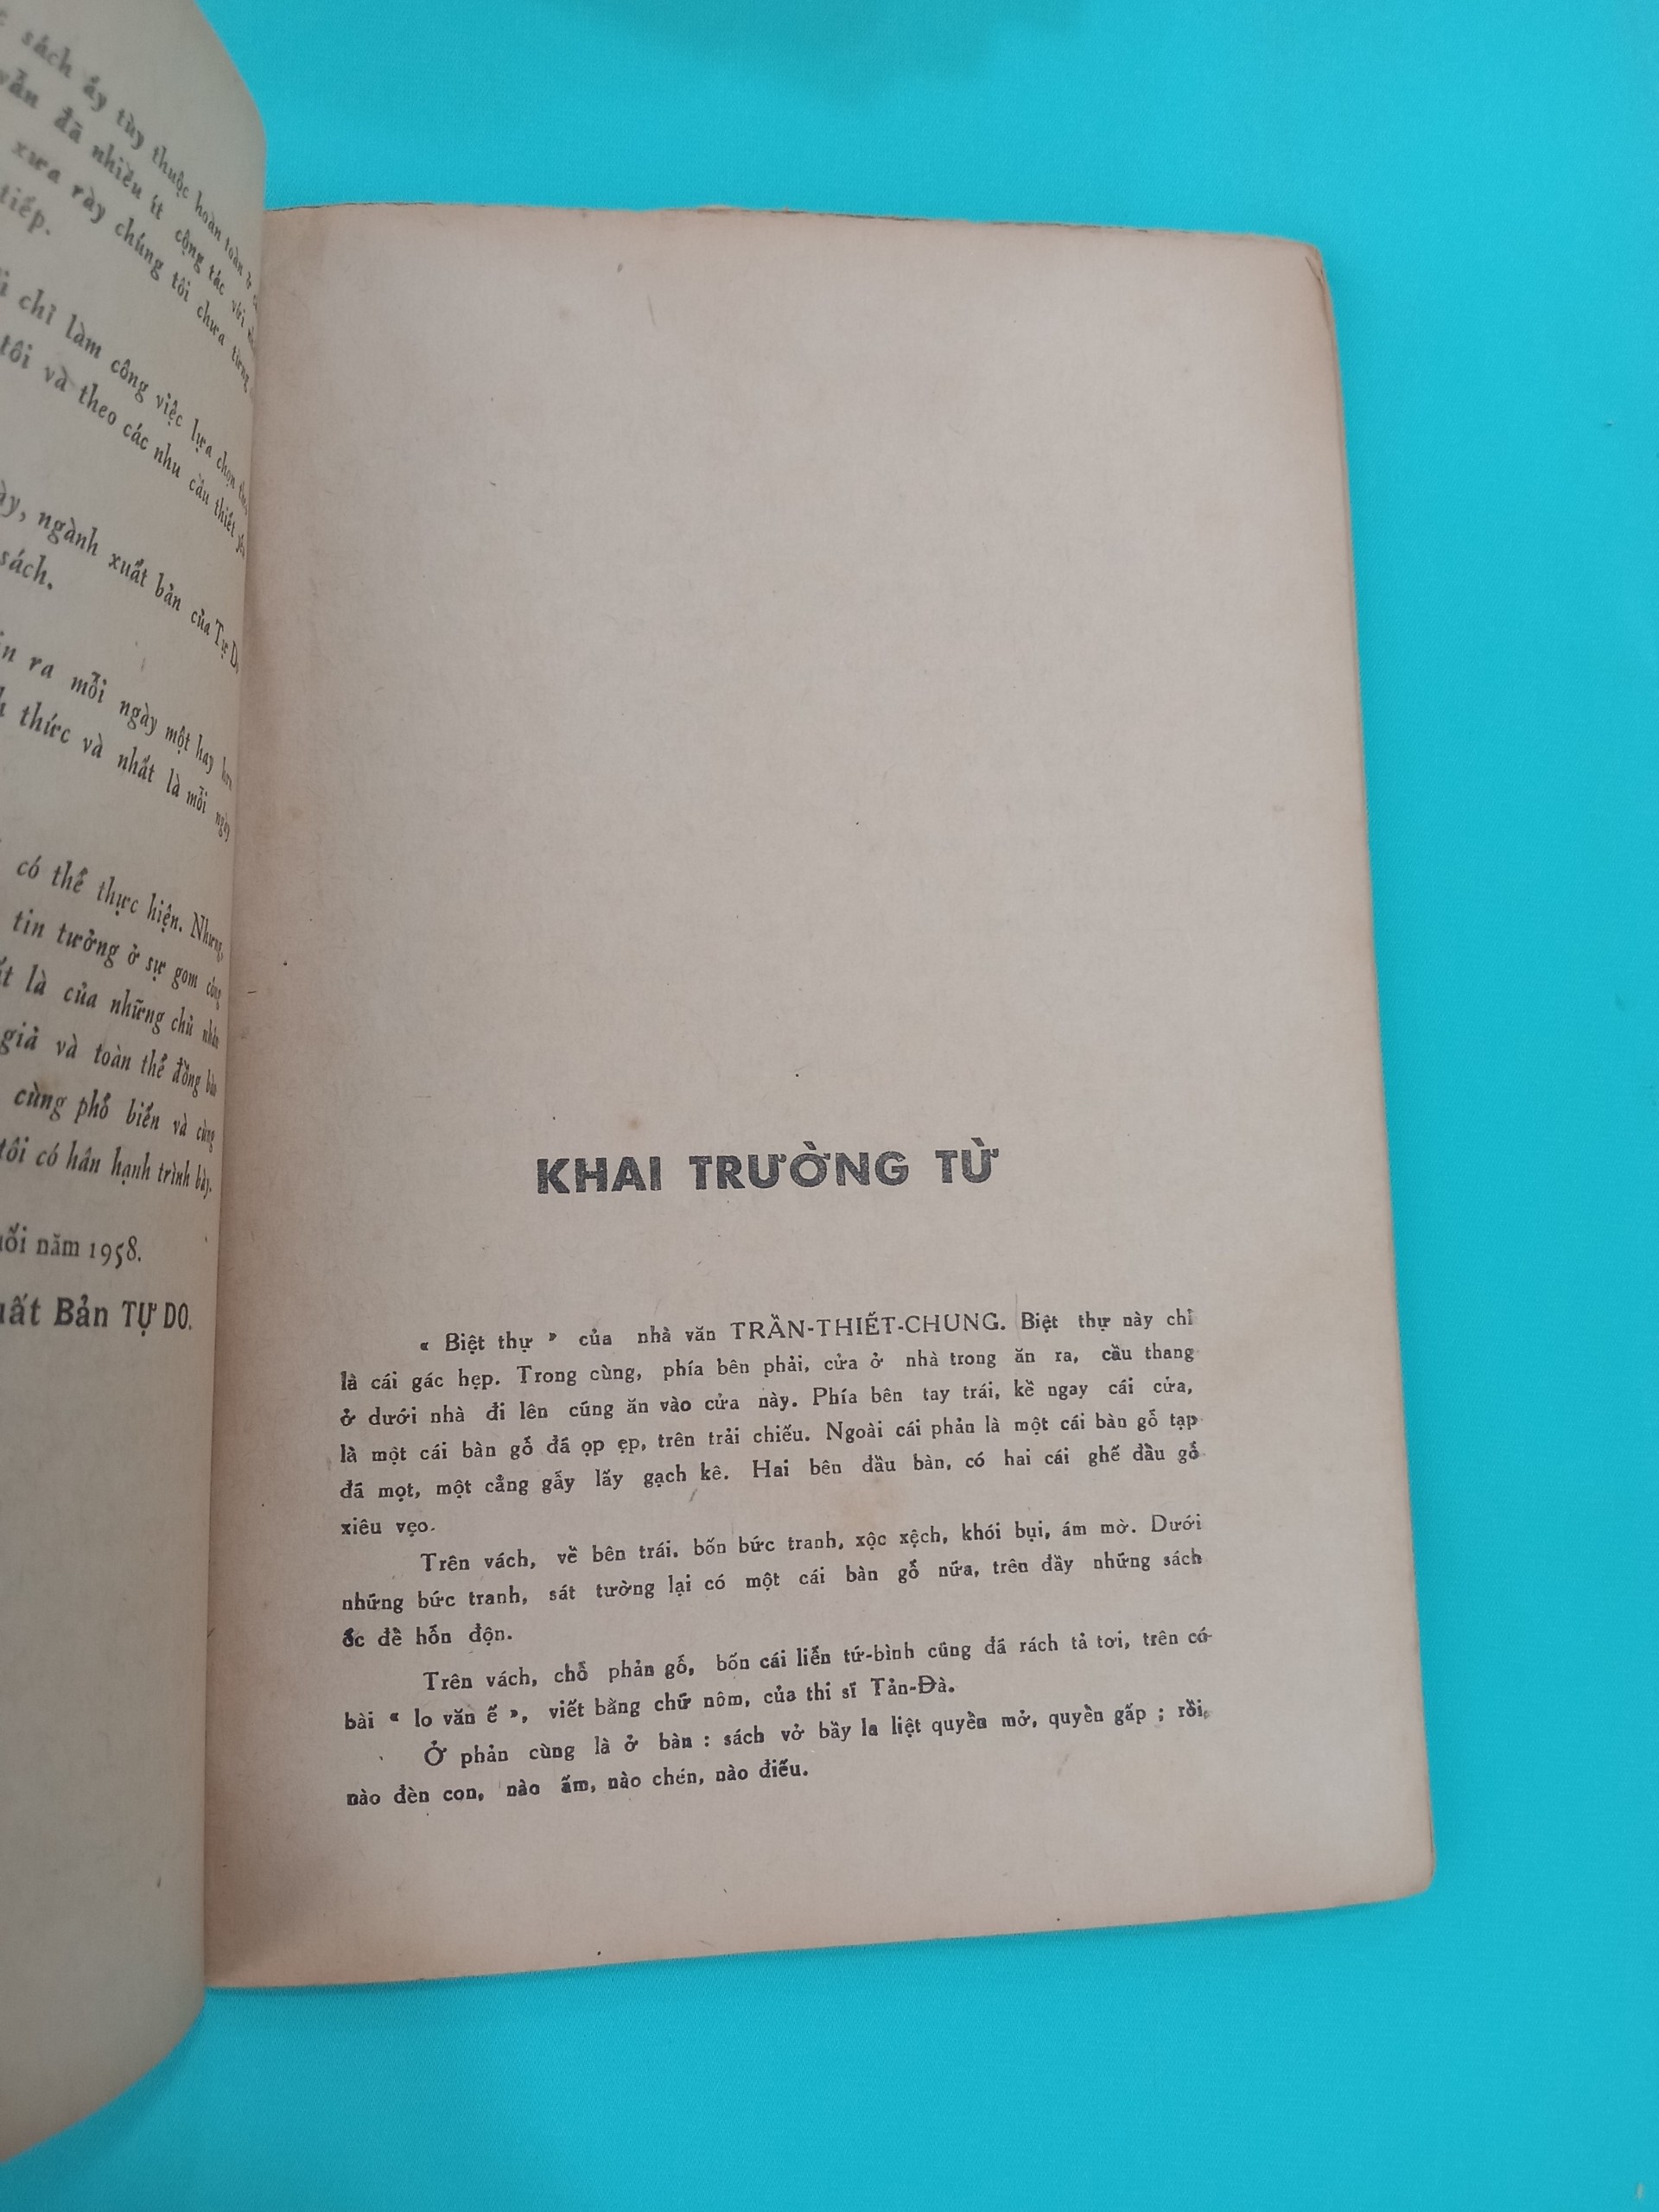 sách ấy tùy thuộc hoàn toàn ở
vẫn đã nhiều ít cộng tác với
xưa rày chúng tôi chưa từng
tiếp.
chỉ làm công việc lựa chọn
tôi và theo các nhu cầu thiết
ngành xuất bản của Tự Do
sách.
ra mỗi ngày một hay hơn
thức và nhất là mỗi ngày
có thể thực hiện. Nhưng,
tin tưởng ở sự gom công
là của những chủ nhân
giả và toàn thể đồng bào
cùng phổ biến và cùng
tôi có hân hạnh trình bày.
năm 1958.
Bản TỰ DO.
KHAI TRƯỜNG TỪ
« Biệt thự » của nhà văn TRẦN-THIẾT-CHUNG. Biệt thự này chỉ
là cái gác hẹp. Trong cùng, phía bên phải, cửa ở nhà trong ăn ra, cầu thang
ở dưới nhà đi lên cũng ăn vào cửa này. Phía bên tay trái, kề ngay cái cửa,
là một cái bàn gỗ đã ọp ẹp, trên trải chiếu. Ngoài cái phản là một cái bàn gỗ tạp
đã mọt, một cẳng gẫy lấy gạch kê. Hai bên đầu bàn, có hai cái ghế đầu gỗ
xiêu vẹo.
Trên vách, về bên trái, bốn bức tranh, xộc xệch, khói bụi, ám mờ. Dưới
những bức tranh, sát tường lại có một cái bàn gỗ nữa, trên đầy những sách
ốc đề hỗn độn.
Trên vách, chỗ phản gỗ, bốn cái liễn tứ-bình cũng đã rách tả tơi, trên có
bài « lo văn ế », viết bằng chữ nôm, của thi sĩ Tản-Đà.
Ở phản cùng là ở bàn : sách vở bầy la liệt quyền mở, quyền gấp ; rồi,
nào đèn con, nào ấm, nào chén, nào điếu.